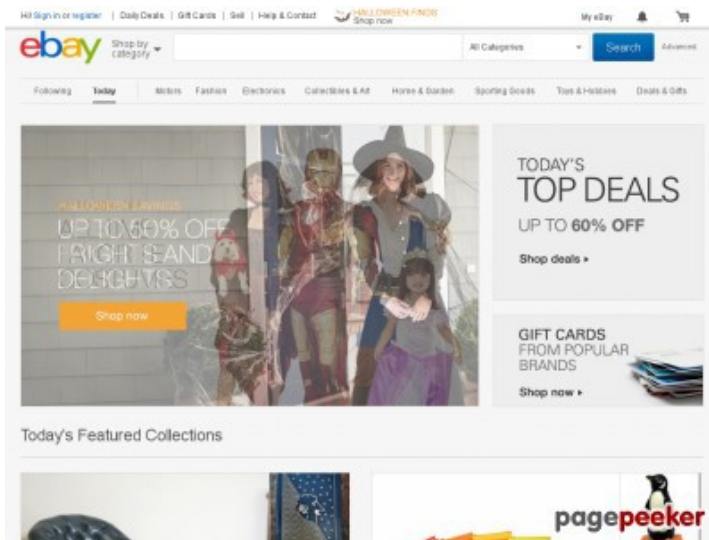 Hi! Sign in or register | Daily Deals | Gift Cards | Sell | Help & Contact
HALLOWEEN FINDS
Shop now
My eBay
ebay
Shop by
category
All Categories
Search
Advanced
Following
Today
Motors
Fashion
Electronics
Collectibles & Art
Home & Garden
Sporting Goods
Toys & Hobbies
Deals & Gifts
HALLOWEEN SAVINGS
UP TO 60% OFF
FRIGHTS AND
DELIGHTS
Shop now
TODAY'S
TOP DEALS
UP TO 60% OFF
Shop deals
GIFT CARDS
FROM POPULAR
BRANDS
Shop now
Today's Featured Collections
pagepeeker